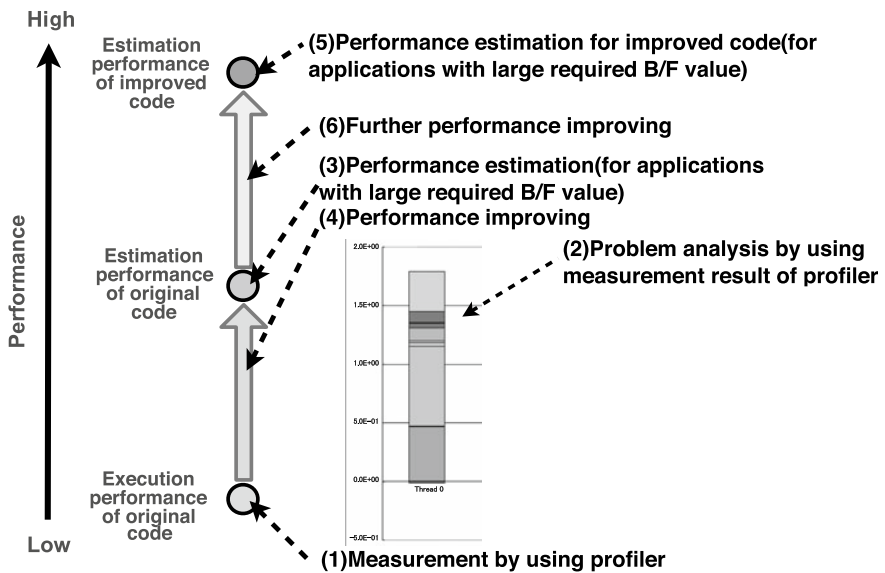 High
Estimation
performance
of improved
code
(5)Performance estimation for improved code(for
applications with large required B/F value)
(6)Further performance improving
(3)Performance estimation(for applications
with large required B/F value)
(4)Performance improving
Performance
Estimation
performance
of original
code
(2)Problem analysis by using
measurement result of profiler
2.0E+00
1.5E+00
1.0E+00
5.0E-01
0.0E+00
-5.0E-01
Thread 0
Execution
performance
of original
code
Low
(1)Measurement by using profiler